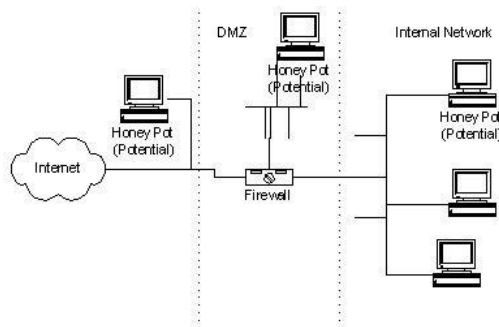 DMZ
Internal Network
Honey Pot
(Potential)
Honey Pot
(Potential)
Honey Pot
(Potential)
Internet
Firewall